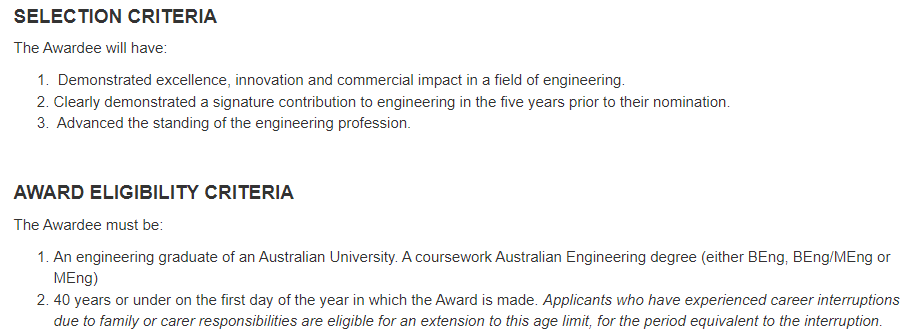 SELECTION CRITERIA
The Awardee will have:
1. Demonstrated excellence, innovation and commercial impact in a field of engineering.
2. Clearly demonstrated a signature contribution to engineering in the five years prior to their nomination.
3. Advanced the standing of the engineering profession.
AWARD ELIGIBILITY CRITERIA
The Awardee must be:
1. An engineering graduate of an Australian University. A coursework Australian Engineering degree (either BEng, BEng/MEng or
MEng)
2. 40 years or under on the first day of the year in which the Award is made. Applicants who have experienced career interruptions
due to family or carer responsibilities are eligible for an extension to this age limit, for the period equivalent to the interruption.